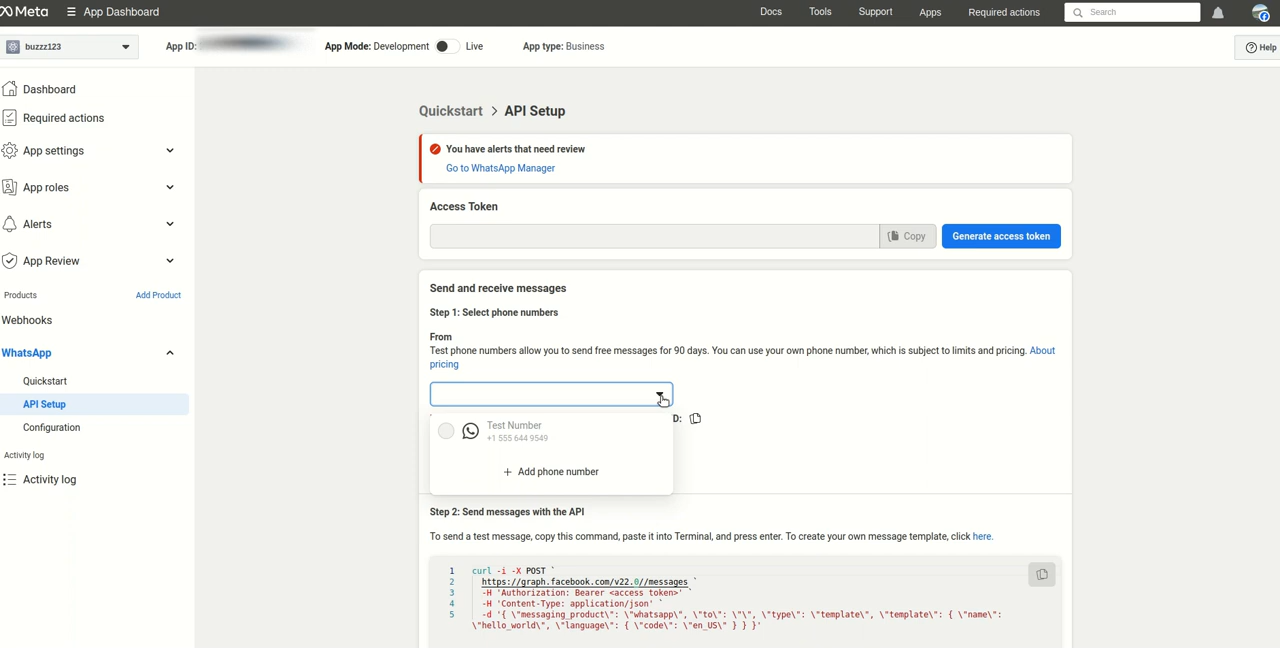 Meta
App Dashboard
Docs
Tools
Support
Apps
Required actions
Search
buzzz123
App ID:
App Mode: Development
Live
App type: Business
Help
Dashboard
Required actions
App settings
App roles
Alerts
App Review
Products
Add Product
Webhooks
WhatsApp
Quickstart
API Setup
Configuration
Activity log
Activity log
Quickstart > API Setup
You have alerts that need review
Go to WhatsApp Manager
Access Token
Copy
Generate access token
Send and receive messages
Step 1: Select phone numbers
From
Test phone numbers allow you to send free messages for 90 days. You can use your own phone number, which is subject to limits and pricing. About
pricing
D:
Test Number
+1 555 644 9549
+ Add phone number
Step 2: Send messages with the API
To send a test message, copy this command, paste it into Terminal, and press enter. To create your own message template, click here.
1 curl -i -X POST `
2 https://graph.facebook.com/v22.0//messages `
3 -H 'Authorization: Bearer <access token>' `
4 -H 'Content-Type: application/json' `
5 -d '{ \"messaging_product\": \"whatsapp\", \"to\": \"\", \"type\": \"template\", \"template\": { \"name\":
\"hello_world\", \"language\": { \"code\": \"en_US\" } } }'